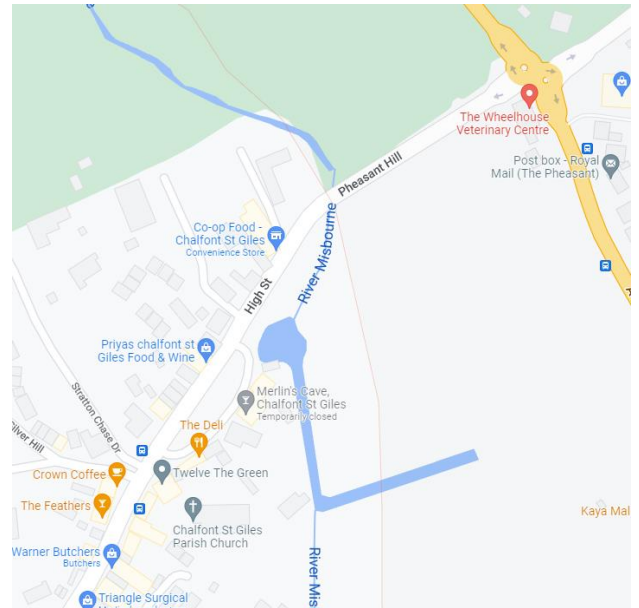 The Wheelhouse
Veterinary Centre
Post box - Royal
Mail (The Pheasant)
Pheasant Hill
Co-op Food -
Chalfont St Giles
Convenience Store
River Misbourne
High St
Priyas chalfont st
Giles Food & Wine
Merlin's Cave,
Chalfont St Giles
Temporarily closed
Stratton Chase Dr
The Deli
Crown Coffee
Twelve The Green
The Feathers
Kaya Mal
Chalfont St Giles
Parish Church
Warner Butchers
Butchers
River Mis
Triangle Surgical